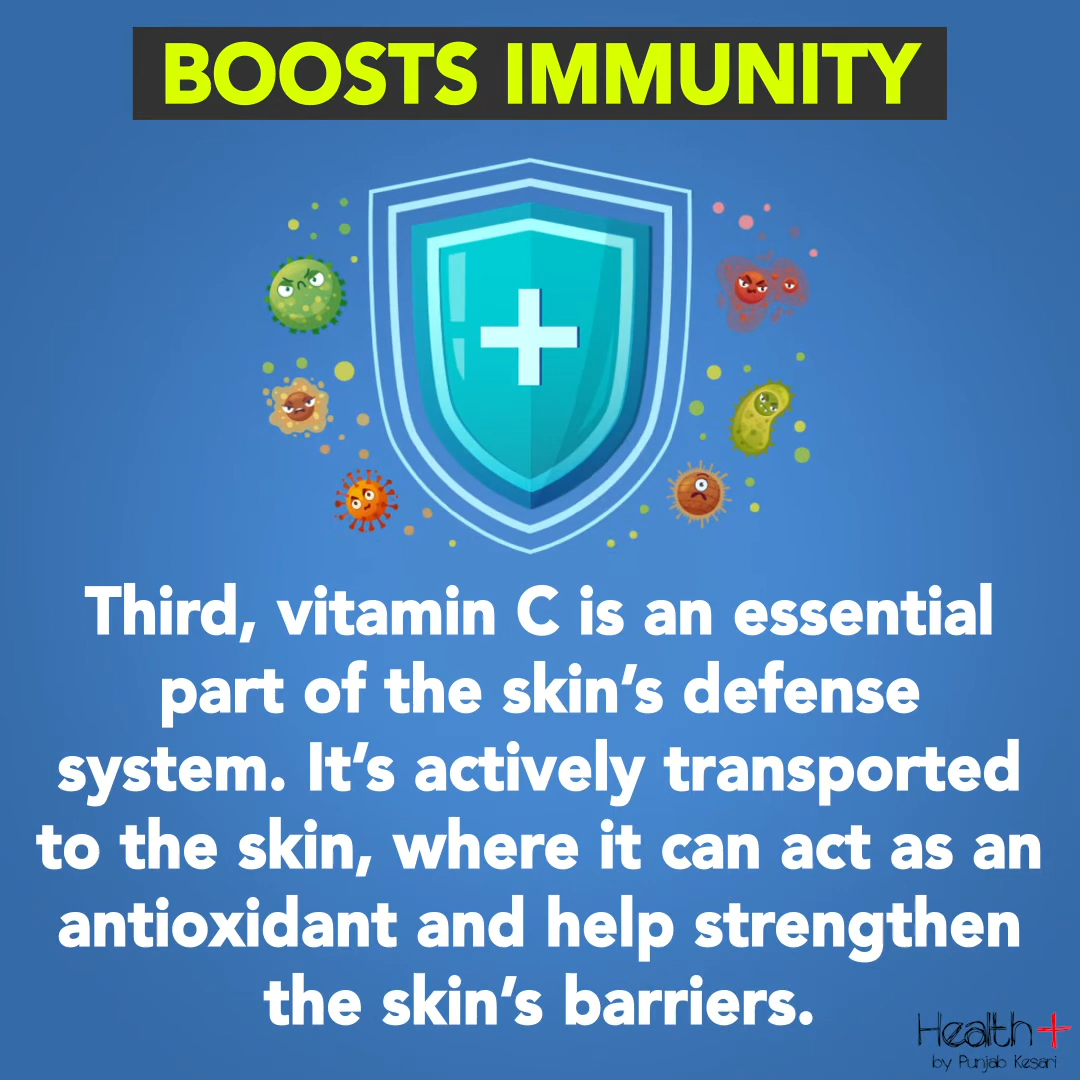 BOOSTS IMMUNITY
Third, vitamin C is an essential
part of the skin’s defense
system. It’s actively transported
to the skin, where it can act as an
antioxidant and help strengthen
the skin’s barriers.
Health+
by Punjab Kesari